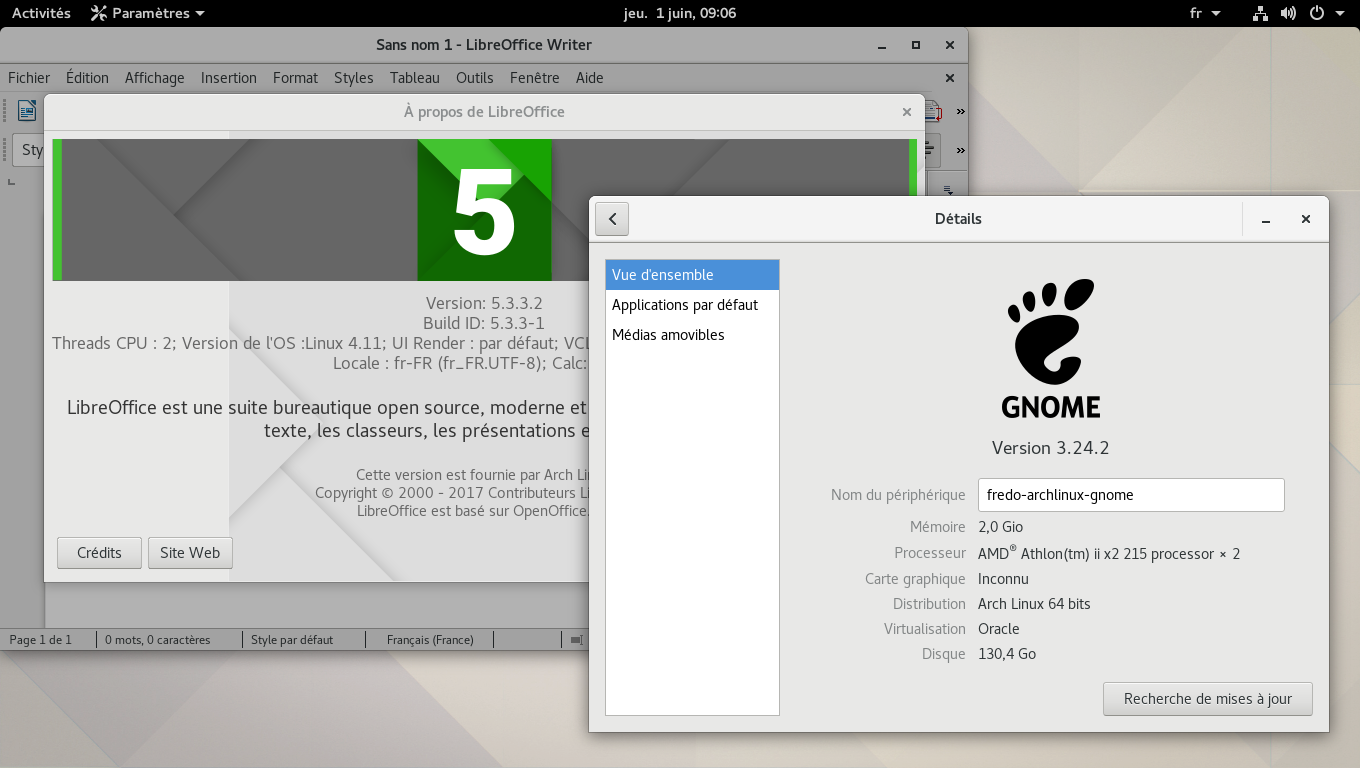 Activités Paramètres jeu. 1 juin, 09:06 fr
Sans nom 1 - LibreOffice Writer
Fichier Édition Affichage Insertion Format Styles Tableau Outils Fenêtre Aide
À propos de LibreOffice
Sty
5
Version: 5.3.3.2
Build ID: 5.3.3-1
Threads CPU : 2; Version de l'OS :Linux 4.11; UI Render : par défaut; VCL
Locale : fr-FR (fr_FR.UTF-8); Calc:
LibreOffice est une suite bureautique open source, moderne et
texte, les classeurs, les présentations e
Cette version est fournie par Arch Li
Copyright © 2000 - 2017 Contributeurs Li
LibreOffice est basé sur OpenOffice.
Crédits Site Web
Page 1 de 1 0 mots, 0 caractères Style par défaut Français (France)
Détails
Vue d'ensemble
Applications par défaut
Médias amovibles
GNOME
Version 3.24.2
Nom du périphérique fredo-archlinux-gnome
Mémoire 2,0 Gio
Processeur AMD® Athlon(tm) ii x2 215 processor × 2
Carte graphique Inconnu
Distribution Arch Linux 64 bits
Virtualisation Oracle
Disque 130,4 Go
Recherche de mises à jour